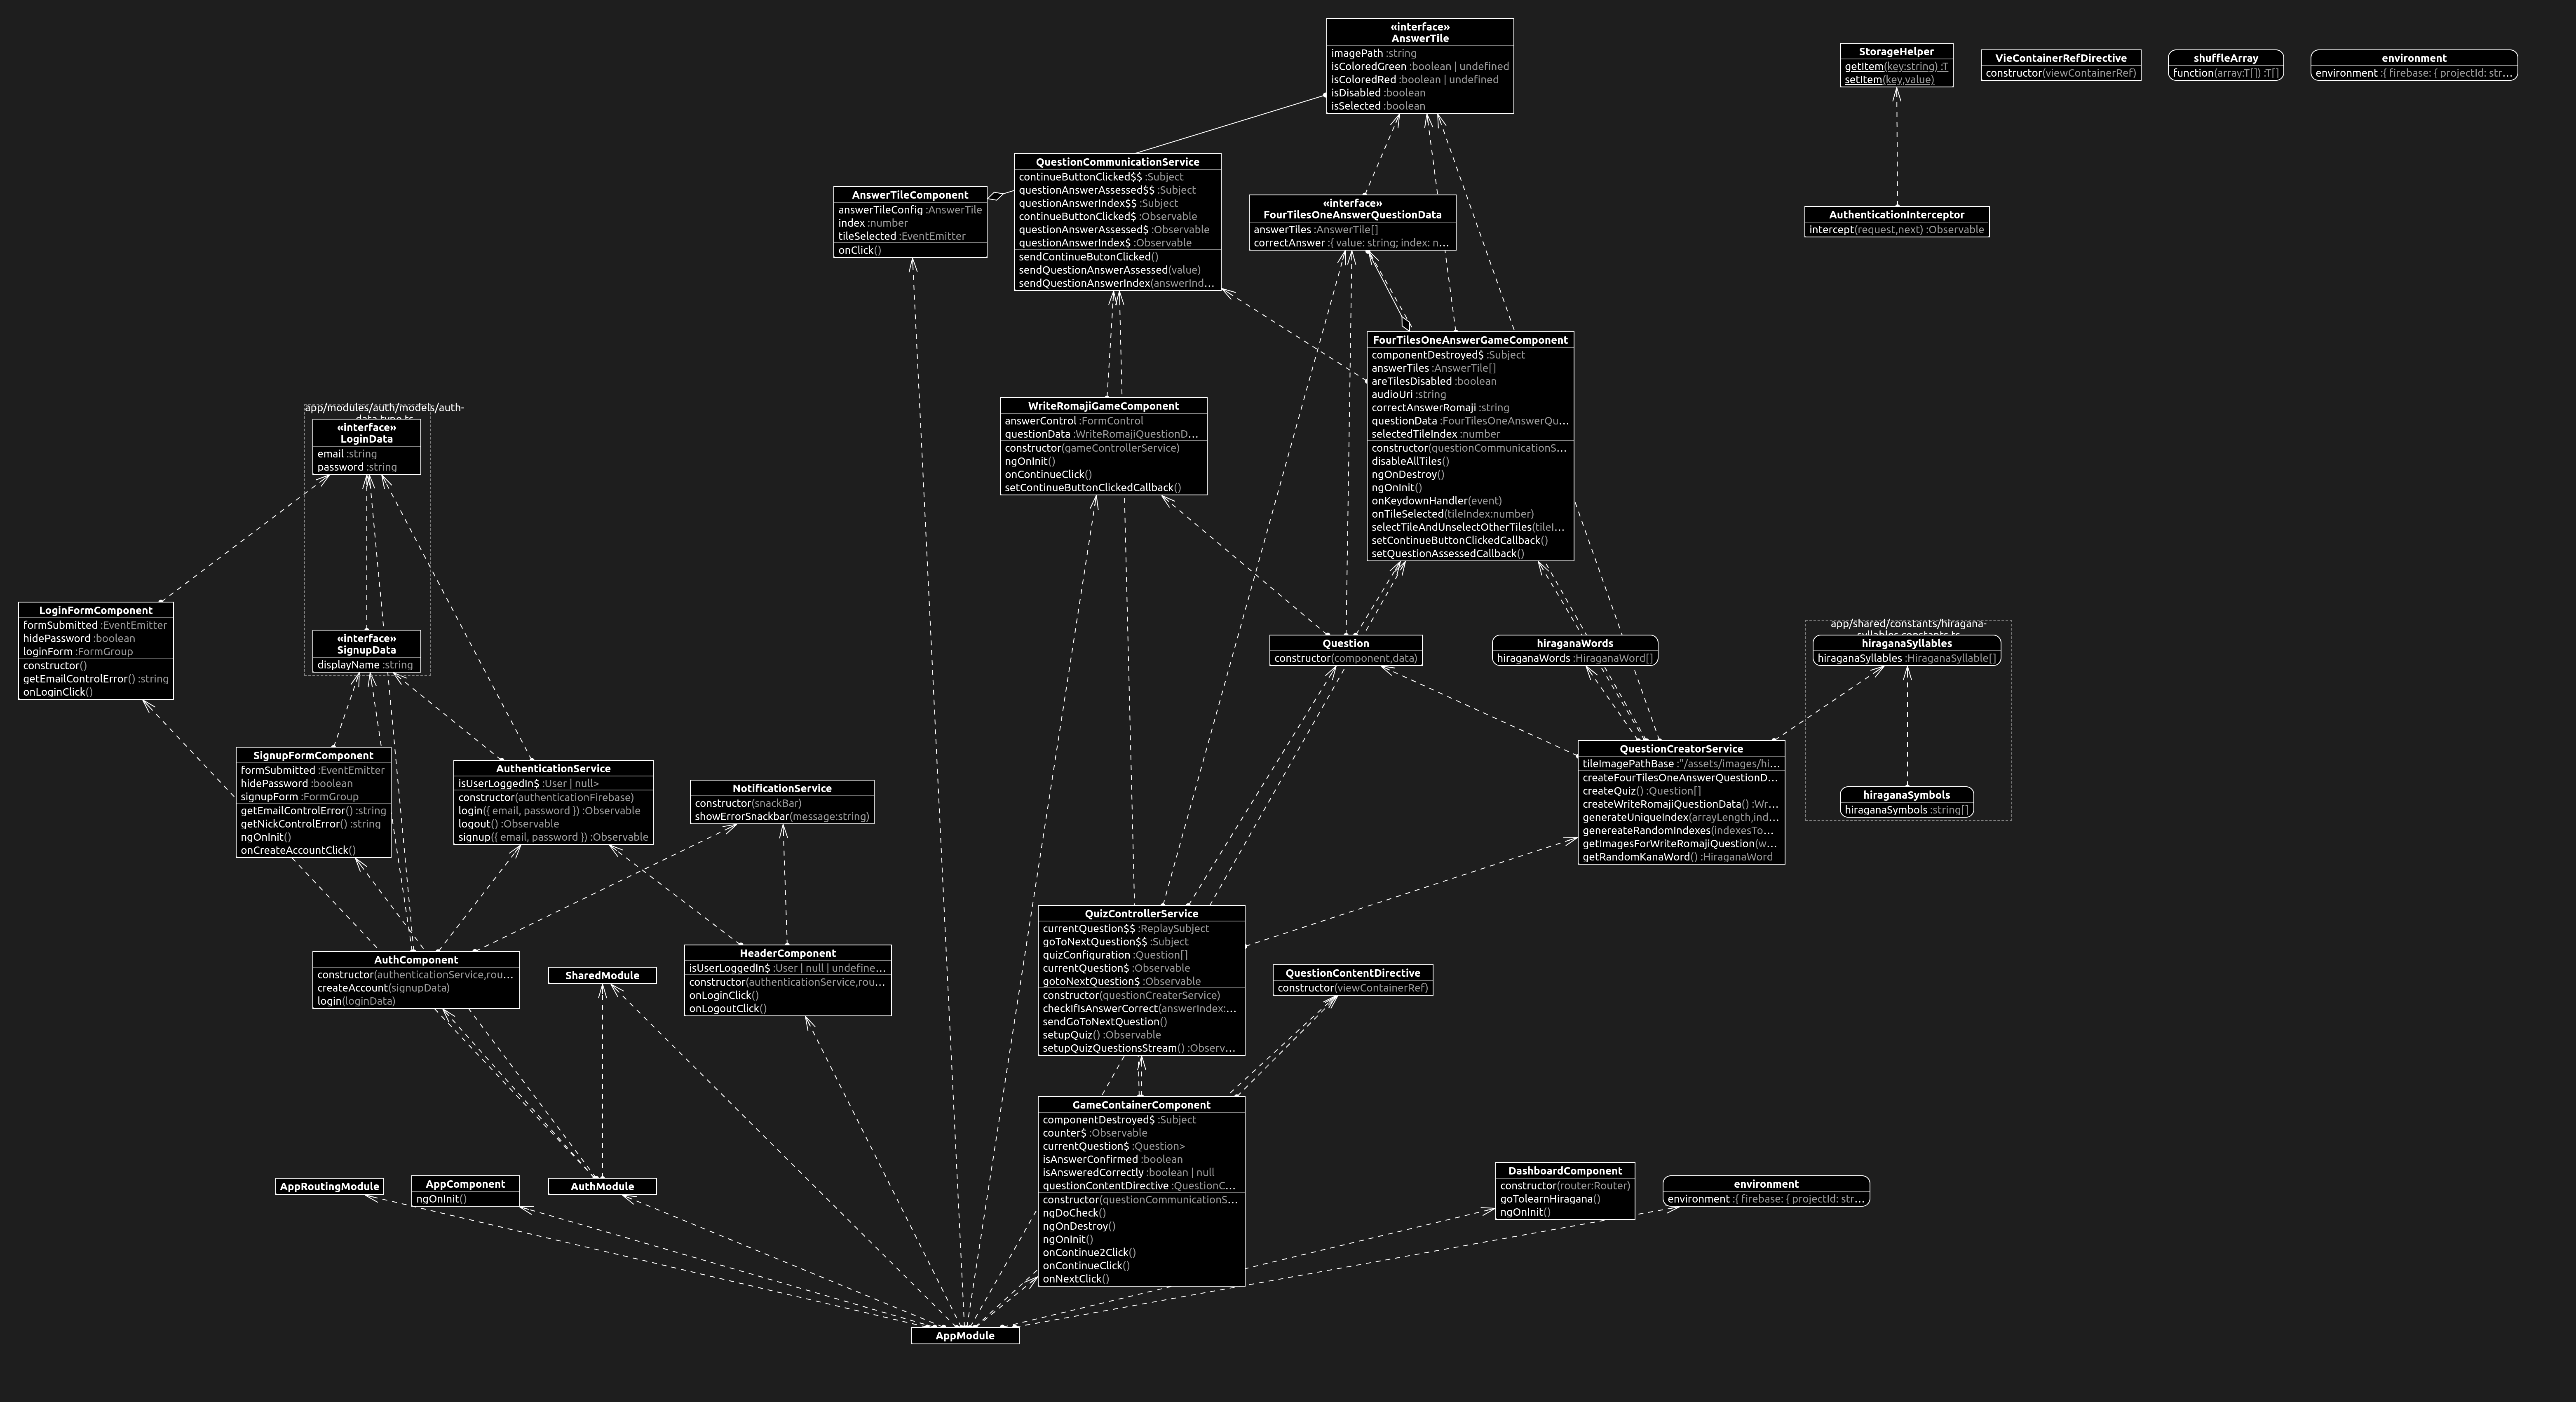 «interface»
AnswerTile
imagePath :string
isColoredGreen :boolean | undefined
isColoredRed :boolean | undefined
isDisabled :boolean
isSelected :boolean
StorageHelper
getItem(key:string) :T
setItem(key,value)
VieContainerRefDirective
constructor(viewContainerRef)
shuffleArray
function(array:T[]) :T[]
environment
environment :{ firebase: { projectId: str...
QuestionCommunicationService
continueButtonClicked$$ :Subject
questionAnswerAssessed$$ :Subject
questionAnswerIndex$$ :Subject
continueButtonClicked$ :Observable
questionAnswerAssessed$ :Observable
questionAnswerIndex$ :Observable
sendContinueButonClicked()
sendQuestionAnswerAssessed(value)
sendQuestionAnswerIndex(answerInd...
AnswerTileComponent
answerTileConfig :AnswerTile
index :number
tileSelected :EventEmitter
onClick()
«interface»
FourTilesOneAnswerQuestionData
answerTiles :AnswerTile[]
correctAnswer :{ value: string; index: n...
AuthenticationInterceptor
intercept(request,next) :Observable
FourTilesOneAnswerGameComponent
componentDestroyed$ :Subject
answerTiles :AnswerTile[]
areTilesDisabled :boolean
audioUri :string
correctAnswerRomaji :string
questionData :FourTilesOneAnswerQu...
selectedTileIndex :number
constructor(questionCommunicationS...
disableAllTiles()
ngOnDestroy()
ngOnInit()
onKeydownHandler(event)
onTileSelected(tileIndex:number)
selectTileAndUnselectOtherTiles(tileI...
setContinueButtonClickedCallback()
setQuestionAssessedCallback()
WriteRomajiGameComponent
answerControl :FormControl
questionData :WriteRomajiQuestionD...
constructor(gameControllerService)
ngOnInit()
onContinueClick()
setContinueButtonClickedCallback()
app/modules/auth/models/auth-
data.type.ts
«interface»
LoginData
email :string
password :string
LoginFormComponent
formSubmitted :EventEmitter
hidePassword :boolean
loginForm :FormGroup
constructor()
getEmailControlError() :string
onLoginClick()
«interface»
SignupData
displayName :string
Question
constructor(component,data)
hiraganaWords
hiraganaWords :HiraganaWord[]
app/shared/constants/hiragana-
syllables.constants.ts
hiraganaSyllables
hiraganaSyllables :HiraganaSyllable[]
hiraganaSymbols
hiraganaSymbols :string[]
SignupFormComponent
formSubmitted :EventEmitter
hidePassword :boolean
signupForm :FormGroup
getEmailControlError() :string
getNickControlError() :string
ngOnInit()
onCreateAccountClick()
AuthenticationService
isUserLoggedIn$ :User | null>
constructor(authenticationFirebase)
login({ email, password }) :Observable
logout() :Observable
signup({ email, password }) :Observable
NotificationService
constructor(snackBar)
showErrorSnackbar(message:string)
QuestionCreatorService
tileImagePathBase :"/assets/images/hi...
createFourTilesOneAnswerQuestionD...
createQuiz() :Question[]
createWriteRomajiQuestionData() :Wr...
generateUniqueIndex(arrayLength,ind...
genereateRandomIndexes(indexesTo...
getImagesForWriteRomajiQuestion(w...
getRandomKanaWord() :HiraganaWord
QuizControllerService
currentQuestion$$ :ReplaySubject
goToNextQuestion$$ :Subject
quizConfiguration :Question[]
currentQuestion$ :Observable
gotoNextQuestion$ :Observable
constructor(questionCreaterService)
checkIfIsAnswerCorrect(answerIndex:...
sendGoToNextQuestion()
setupQuiz() :Observable
setupQuizQuestionsStream() :Observ...
AuthComponent
constructor(authenticationService,rou...
createAccount(signupData)
login(loginData)
SharedModule
HeaderComponent
isUserLoggedIn$ :User | null | undefine...
constructor(authenticationService,rou...
onLoginClick()
onLogoutClick()
QuestionContentDirective
constructor(viewContainerRef)
GameContainerComponent
componentDestroyed$ :Subject
counter$ :Observable
currentQuestion$ :Question>
isAnswerConfirmed :boolean
isAnsweredCorrectly :boolean | null
questionContentDirective :QuestionC...
constructor(questionCommunicationS...
ngDoCheck()
ngOnDestroy()
ngOnInit()
onContinue2Click()
onContinueClick()
onNextClick()
AppRoutingModule
AppComponent
ngOnInit()
AuthModule
DashboardComponent
constructor(router:Router)
goTolearnHiragana()
ngOnInit()
environment
environment :{ firebase: { projectId: str...
AppModule